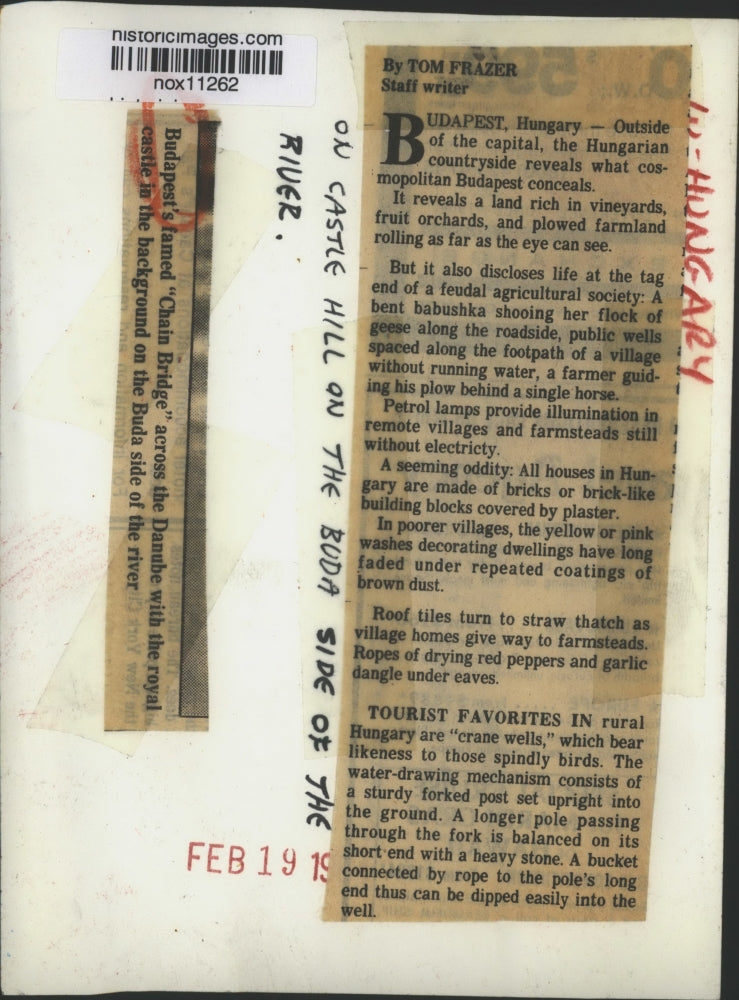 historicimages.com
nox11262
Budapest's famed "Chain Bridge" across the Danube with the royal
castle in the background on the Buda side of the river
ON CASTLE HILL ON THE BUDA SIDE OF THE
RIVER.
FEB 19 19
HUNGARY
By TOM FRAZER
Staff writer
BUDAPEST, Hungary — Outside
of the capital, the Hungarian
countryside reveals what cos-
mopolitan Budapest conceals.
It reveals a land rich in vineyards,
fruit orchards, and plowed farmland
rolling as far as the eye can see.
But it also discloses life at the tag
end of a feudal agricultural society: A
bent babushka shooing her flock of
geese along the roadside, public wells
spaced along the footpath of a village
without running water, a farmer guid-
ing his plow behind a single horse.
Petrol lamps provide illumination in
remote villages and farmsteads still
without electricty.
A seeming oddity: All houses in Hun-
gary are made of bricks or brick-like
building blocks covered by plaster.
In poorer villages, the yellow or pink
washes decorating dwellings have long
faded under repeated coatings of
brown dust.
Roof tiles turn to straw thatch as
village homes give way to farmsteads.
Ropes of drying red peppers and garlic
dangle under eaves.
TOURIST FAVORITES IN rural
Hungary are "crane wells," which bear
likeness to those spindly birds. The
water-drawing mechanism consists of
a sturdy forked post set upright into
the ground. A longer pole passing
through the fork is balanced on its
short end with a heavy stone. A bucket
connected by rope to the pole's long
end thus can be dipped easily into the
well.